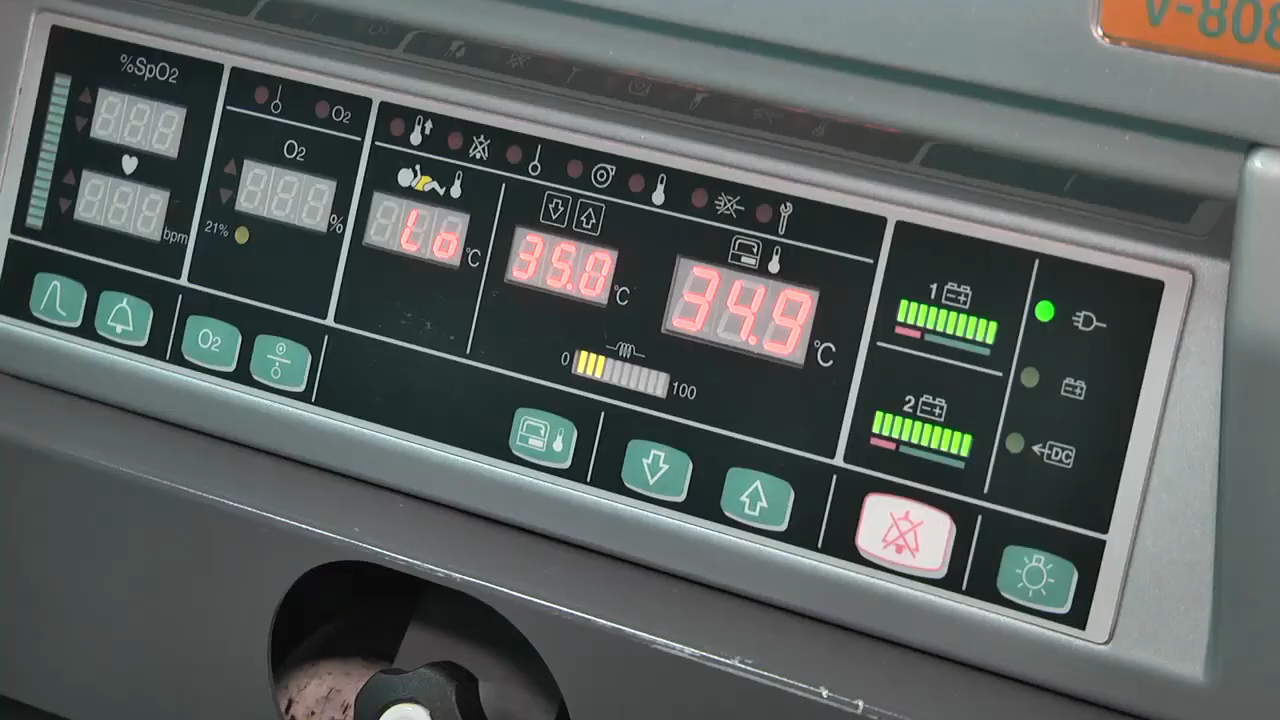 V-808
%SpO2
bpm
O2
O2
21%
%
Lo °C
35.0 °C
34.9 °C
0
100
1
2
DC
O2